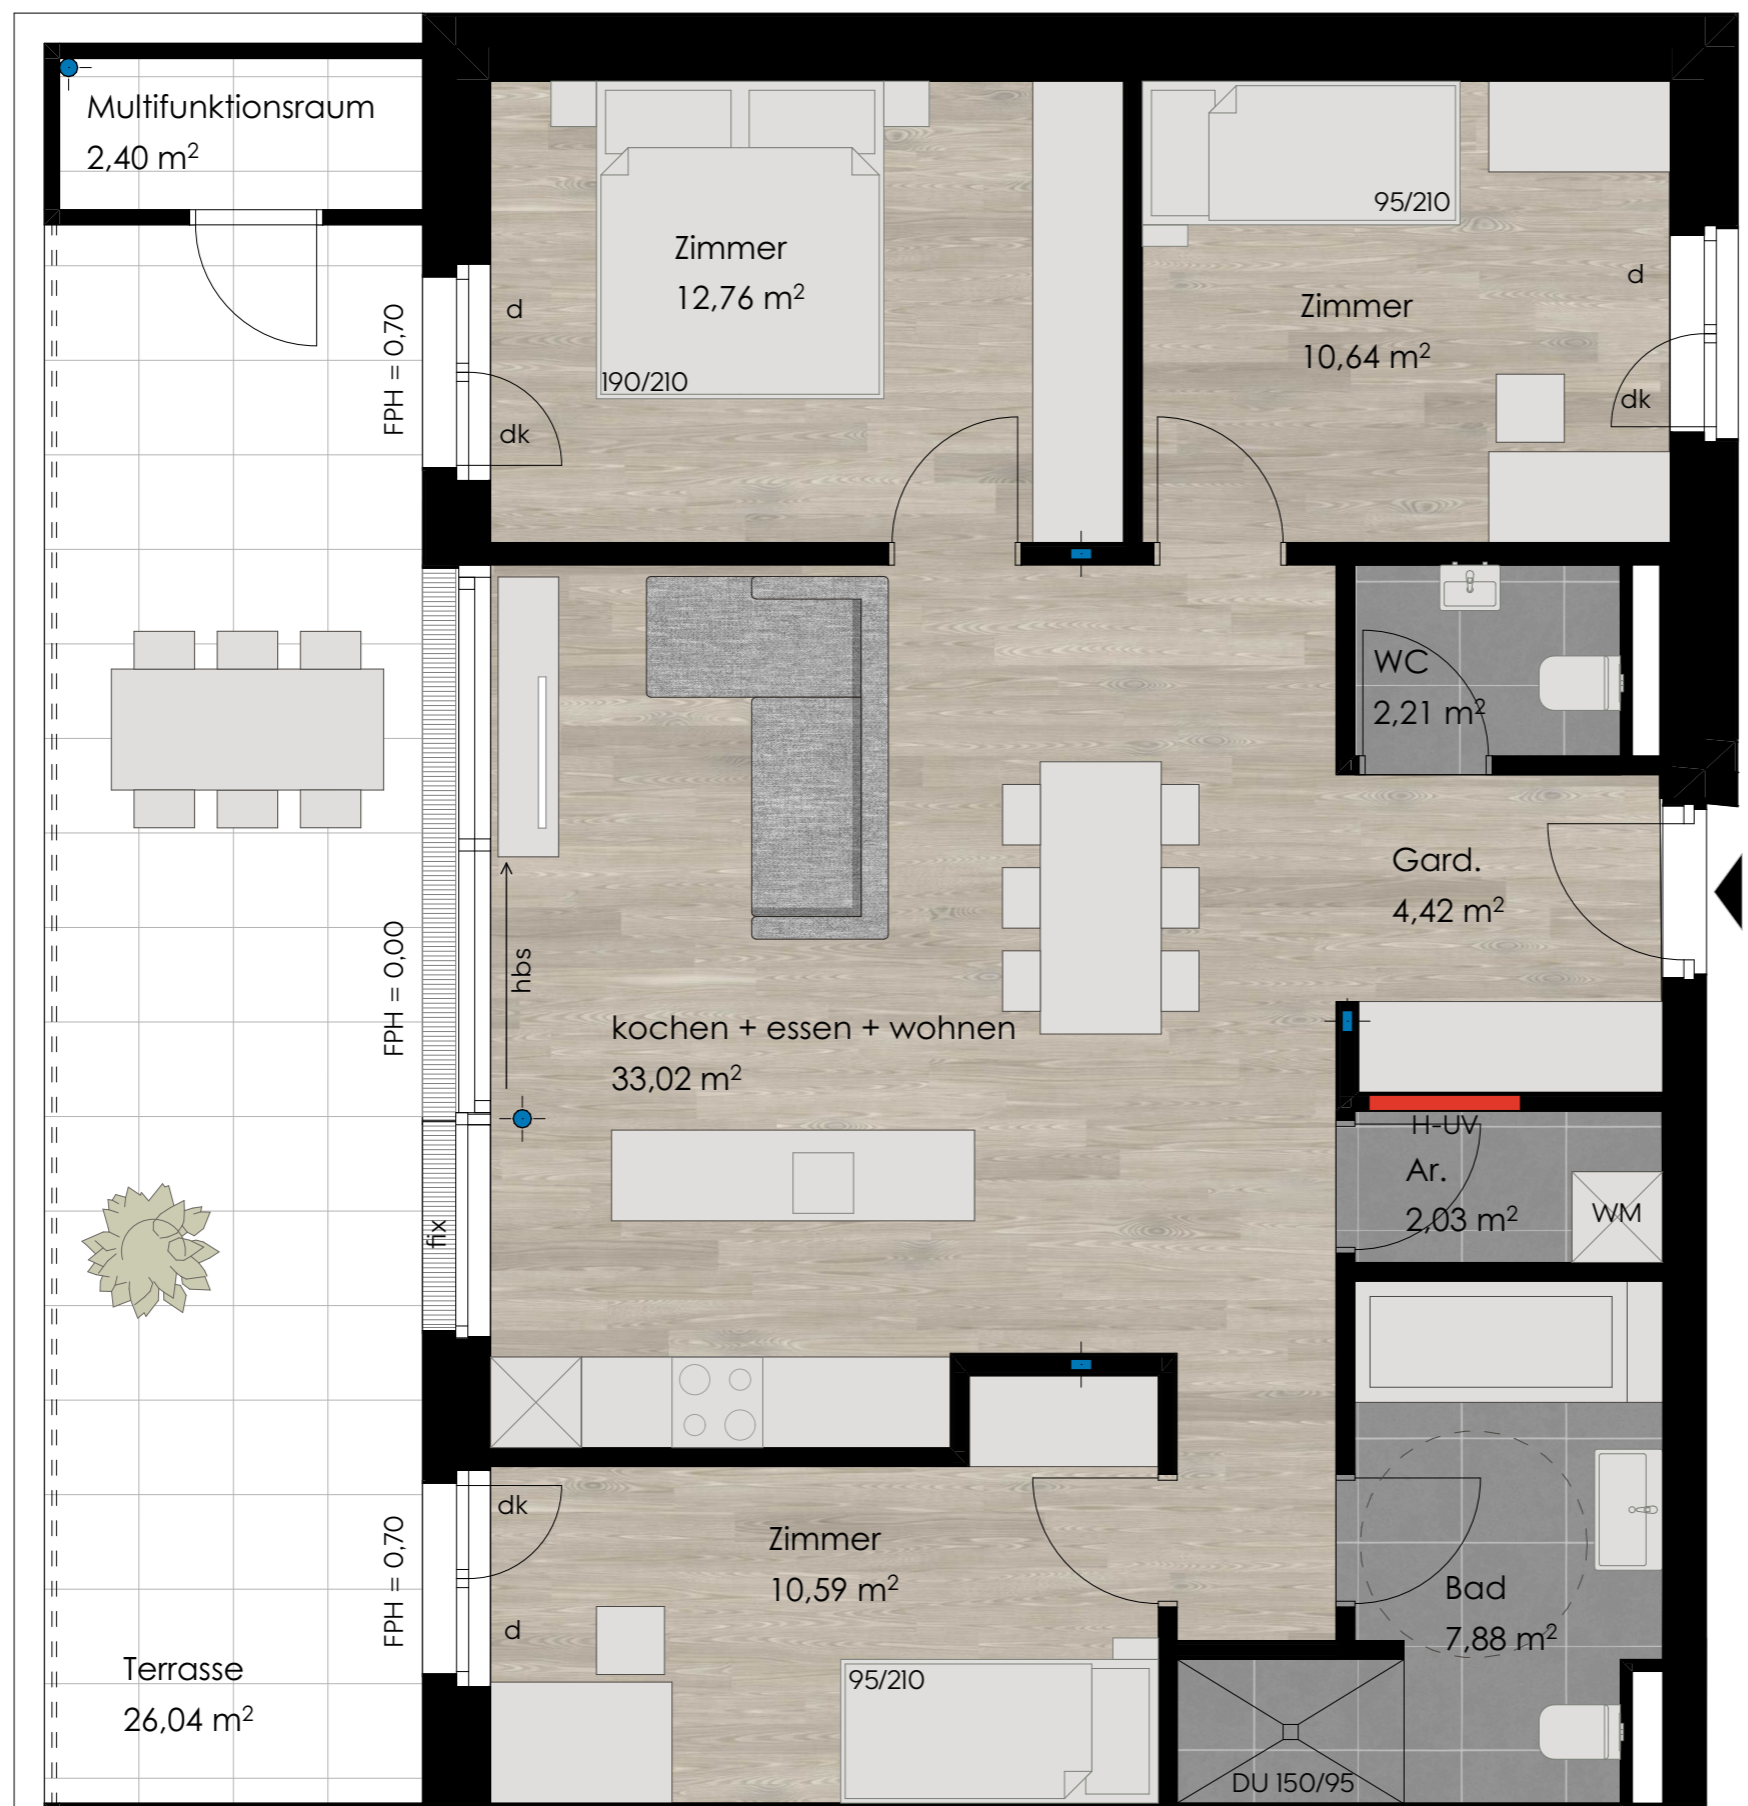 Multifunktionsraum
2,40 m²
Zimmer
12,76 m²
190/210
d
dk
FPH = 0,70
95/210
Zimmer
10,64 m²
d
dk
WC
2,21 m²
Gard.
4,42 m²
FPH = 0,00
hbs
kochen + essen + wohnen
33,02 m²
fix
H-UV
Ar.
2,03 m²
WM
dk
d
FPH = 0,70
Zimmer
10,59 m²
95/210
Bad
7,88 m²
DU 150/95
Terrasse
26,04 m²